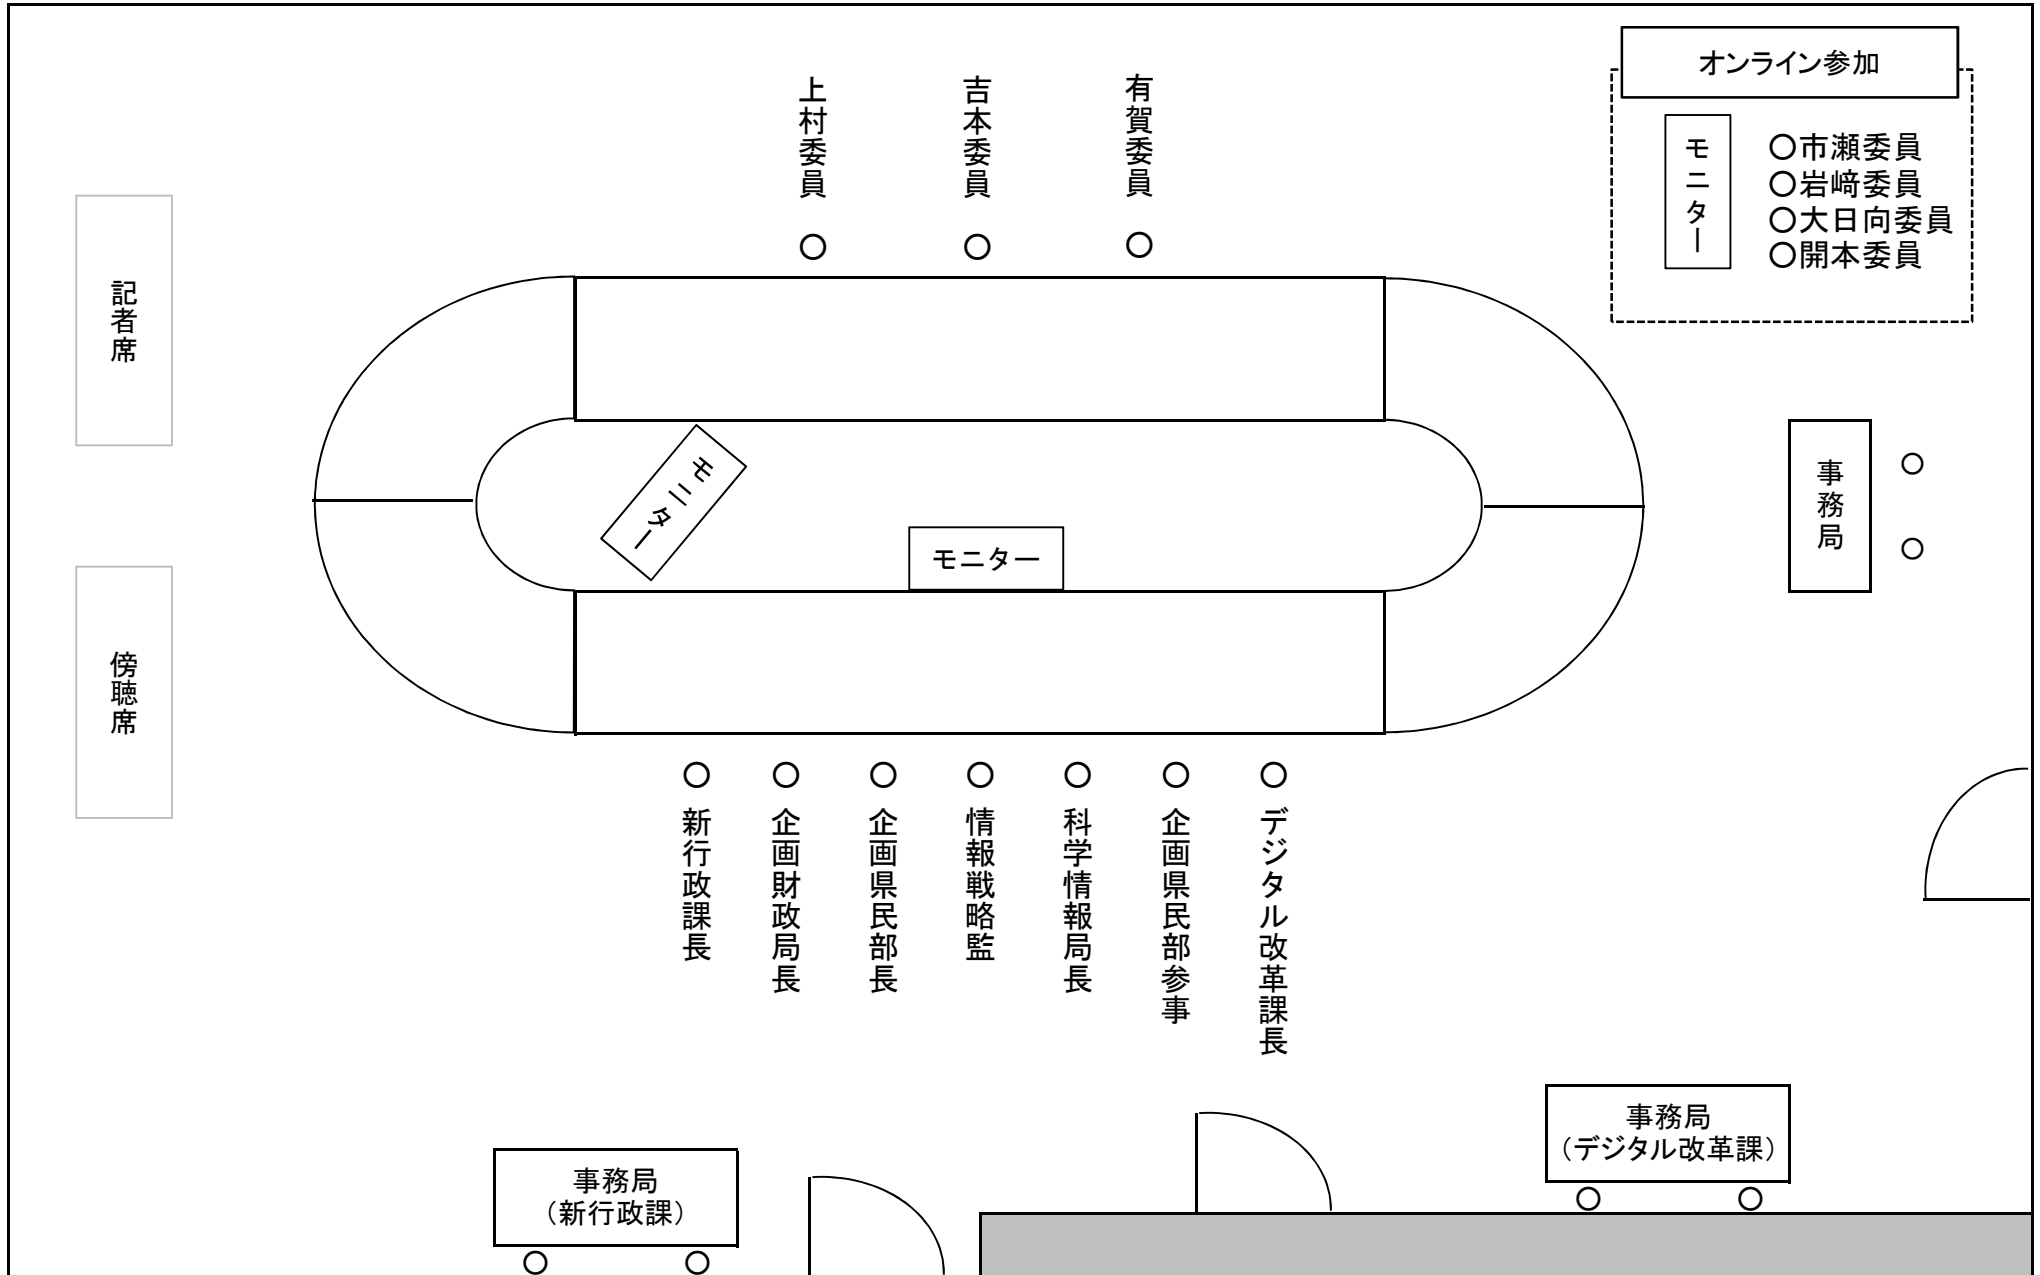 オンライン参加
モニター
〇市瀬委員
〇岩﨑委員
〇大日向委員
〇開本委員
上村委員
〇
吉本委員
〇
有賀委員
〇
記者席
傍聴席
モニター
モニター
事務局
〇
〇
〇
新行政課長
〇
企画財政局長
〇
企画県民部長
〇
情報戦略監
〇
科学情報局長
〇
企画県民部参事
〇
デジタル改革課長
事務局
（新行政課）
〇 〇
事務局
（デジタル改革課）
〇 〇